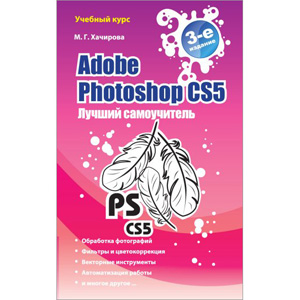 Учебный курс
М. Г. Хачирова
3-е
издание
Adobe
Photoshop CS5
Лучший самоучитель
PS
CS5
• Обработка фотографий
• Фильтры и цветокоррекция
• Векторные инструменты
• Автоматизация работы
и многое другое ...